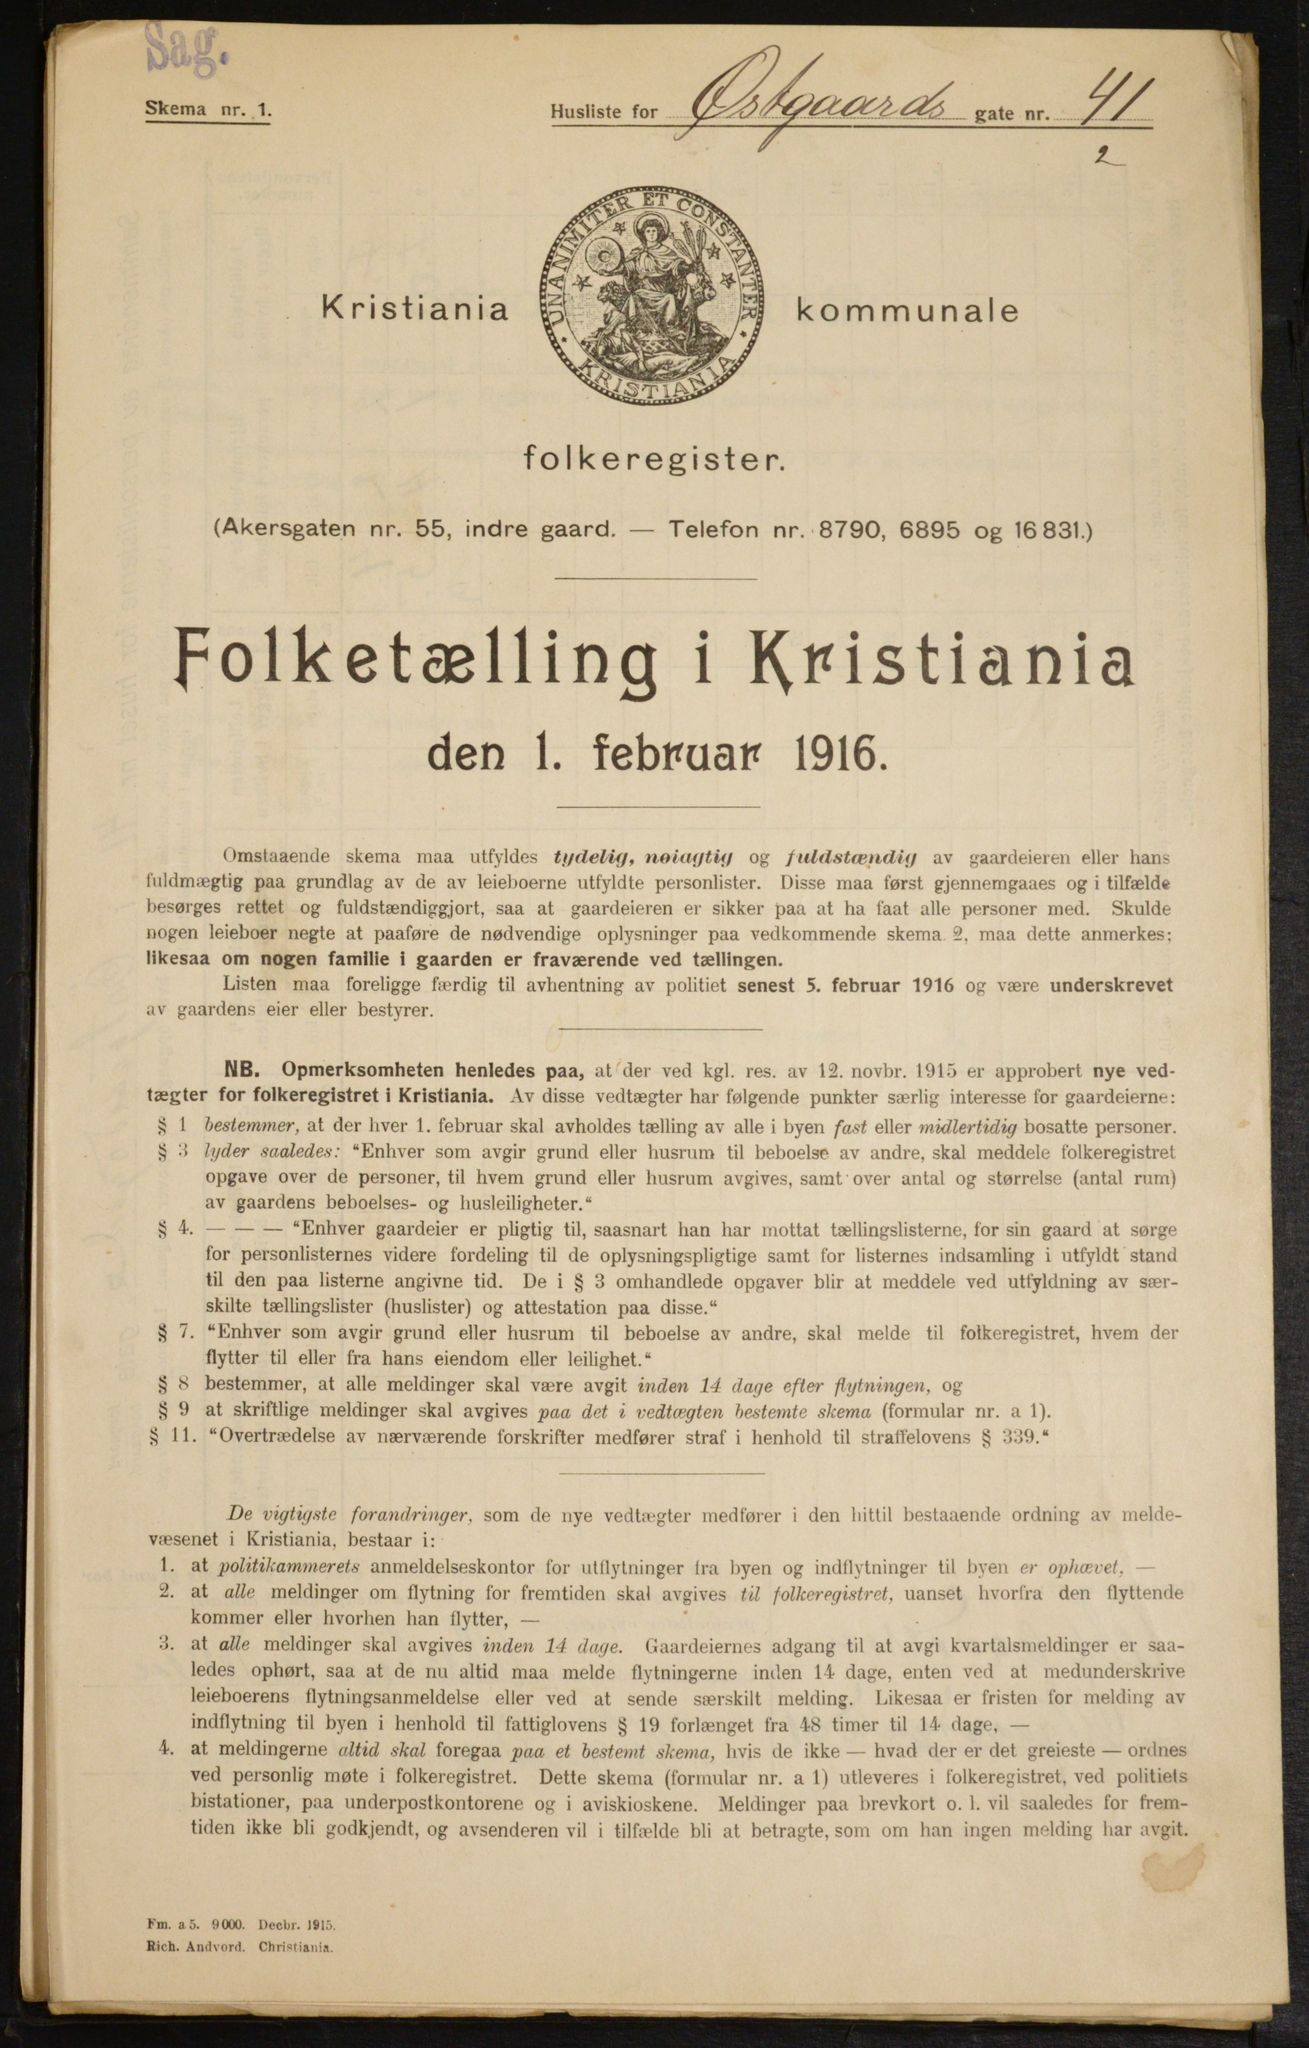 Sag.
Skema nr. 1.
Husliste for Østgaards gate nr. 41
2
UNANIMITER ET CONSTANTER
KRISTIANIA
Kristiania kommunale
folkeregister.
(Akersgaten nr. 55, indre gaard. — Telefon nr. 8790, 6895 og 16831.)
Folketælling i Kristiania
den 1. februar 1916.
Omstaaende skema maa utfyldes tydelig, nøiagtig og fuldstændig av gaardeieren eller hans
fuldmægtig paa grundlag av de av leieboerne utfyldte personlister. Disse maa først gjennemgaaes og i tilfælde
besørges rettet og fuldstændiggjort, saa at gaardeieren er sikker paa at ha faat alle personer med. Skulde
nogen leieboer negte at paaføre de nødvendige oplysninger paa vedkommende skema 2, maa dette anmerkes;
likesaa om nogen familie i gaarden er fraværende ved tællingen.
Listen maa foreligge færdig til avhentning av politiet senest 5. februar 1916 og være underskrevet
av gaardens eier eller bestyrer.
NB. Opmerksomheten henledes paa, at der ved kgl. res. av 12. novbr. 1915 er approbert nye ved-
tægter for folkeregistret i Kristiania. Av disse vedtægter har følgende punkter særlig interesse for gaardeierne:
§ 1 bestemmer, at der hver 1. februar skal avholdes tælling av alle i byen fast eller midlertidig bosatte personer.
§ 3 lyder saaledes: “Enhver som avgir grund eller husrum til beboelse av andre, skal meddele folkeregistret
opgave over de personer, til hvem grund eller husrum avgives, samt over antal og størrelse (antal rum)
av gaardens beboelses- og husleiligheter.“
§ 4. — — — “Enhver gaardeier er pligtig til, saasnart han har mottat tællingslisterne, for sin gaard at sørge
for personlisternes videre fordeling til de oplysningspligtige samt for listernes indsamling i utfyldt stand
til den paa listerne angivne tid. De i § 3 omhandlede opgaver blir at meddele ved utfyldning av sær-
skilte tællingslister (huslister) og attestation paa disse.“
§ 7. “Enhver som avgir grund eller husrum til beboelse av andre, skal melde til folkeregistret, hvem der
flytter til eller fra hans eiendom eller leilighet.“
§ 8 bestemmer, at alle meldinger skal være avgit inden 14 dage efter flytningen, og
§ 9 at skriftlige meldinger skal avgives paa det i vedtægten bestemte skema (formular nr. a 1).
§ 11. “Overtrædelse av nærværende forskrifter medfører straf i henhold til straffelovens § 339.“
De vigtigste forandringer, som de nye vedtægter medfører i den hittil bestaaende ordning av melde-
væsenet i Kristiania, bestaar i:
1. at politikammerets anmeldelseskontor for utflytninger fra byen og indflytninger til byen er ophævet, —
2. at alle meldinger om flytning for fremtiden skal avgives til folkeregistret, uanset hvorfra den flyttende
kommer eller hvorhen han flytter, —
3. at alle meldinger skal avgives inden 14 dage. Gaardeiernes adgang til at avgi kvartalsmeldinger er saa-
ledes ophørt, saa at de nu altid maa melde flytningerne inden 14 dage, enten ved at medunderskrive
leieboerens flytningsanmeldelse eller ved at sende særskilt melding. Likesaa er fristen for melding av
indflytning til byen i henhold til fattiglovens § 19 forlænget fra 48 timer til 14 dage, —
4. at meldingerne altid skal foregaa paa et bestemt skema, hvis de ikke — hvad der er det greieste — ordnes
ved personlig møte i folkeregistret. Dette skema (formular nr. a 1) utleveres i folkeregistret, ved politiets
bistationer, paa underpostkontorene og i aviskioskene. Meldinger paa brevkort o. l. vil saaledes for frem-
tiden ikke bli godkjendt, og avsenderen vil i tilfælde bli at betragte, som om han ingen melding har avgit.
Fm. a 5. 9000. Decbr. 1915.
Rich. Andvord. Christiania.